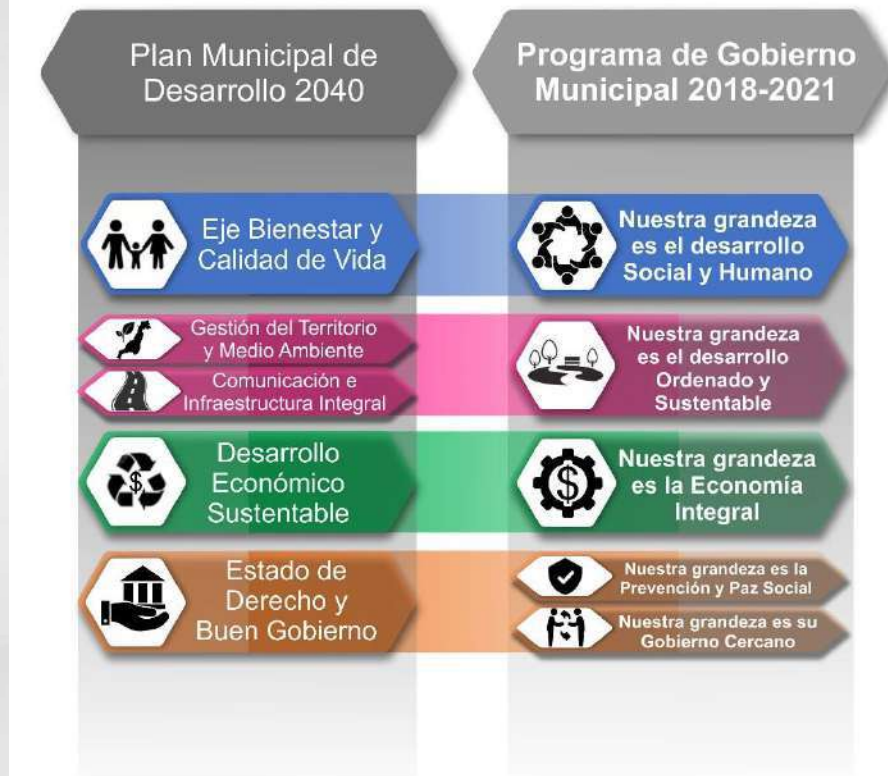 Plan Municipal de
Desarrollo 2040
Programa de Gobierno
Municipal 2018-2021
Eje Bienestar y
Calidad de Vida
Nuestra grandeza
es el desarrollo
Social y Humano
Gestión del Territorio
y Medio Ambiente
Comunicación e
Infraestructura Integral
Nuestra grandeza
es el desarrollo
Ordenado y
Sustentable
Desarrollo
Económico
Sustentable
Nuestra grandeza
es la Economía
Integral
Estado de
Derecho y
Buen Gobierno
Nuestra grandeza es la
Prevención y Paz Social
Nuestra grandeza es su
Gobierno Cercano